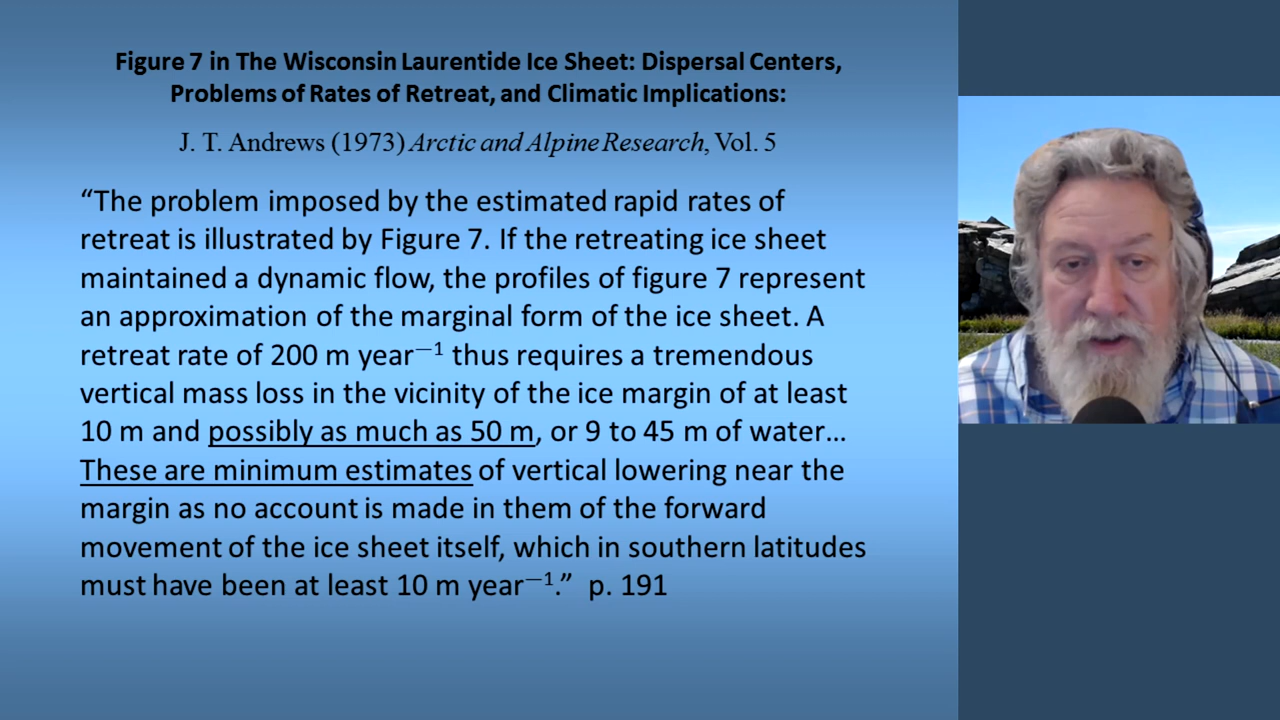 Figure 7 in The Wisconsin Laurentide Ice Sheet: Dispersal Centers,
Problems of Rates of Retreat, and Climatic Implications:
J. T. Andrews (1973) Arctic and Alpine Research, Vol. 5
“The problem imposed by the estimated rapid rates of
retreat is illustrated by Figure 7. If the retreating ice sheet
maintained a dynamic flow, the profiles of figure 7 represent
an approximation of the marginal form of the ice sheet. A
retreat rate of 200 m year⁻¹ thus requires a tremendous
vertical mass loss in the vicinity of the ice margin of at least
10 m and possibly as much as 50 m, or 9 to 45 m of water…
These are minimum estimates of vertical lowering near the
margin as no account is made in them of the forward
movement of the ice sheet itself, which in southern latitudes
must have been at least 10 m year⁻¹.” p. 191